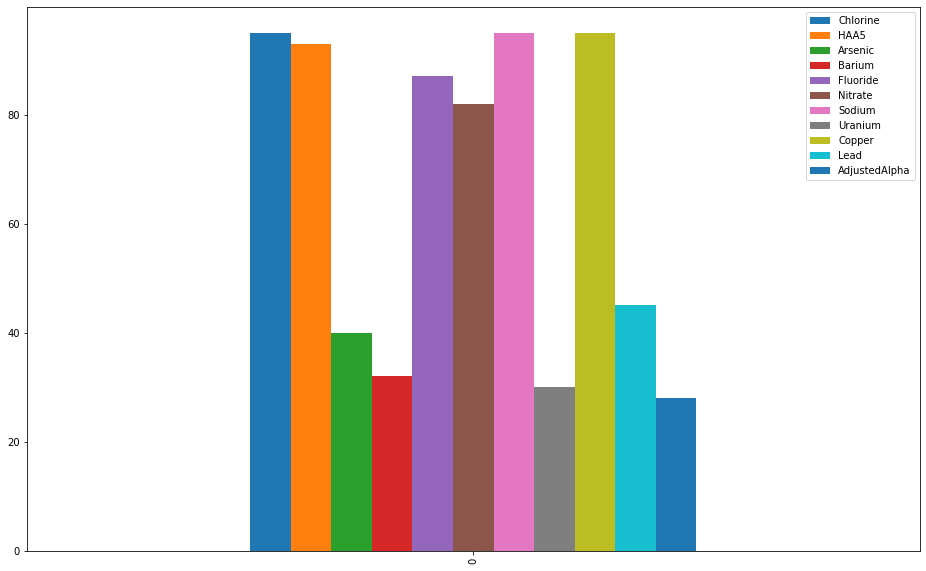 Chlorine
HAA5
Arsenic
Barium
Fluoride
Nitrate
Sodium
Uranium
Copper
Lead
AdjustedAlpha
80
60
40
20
0
0